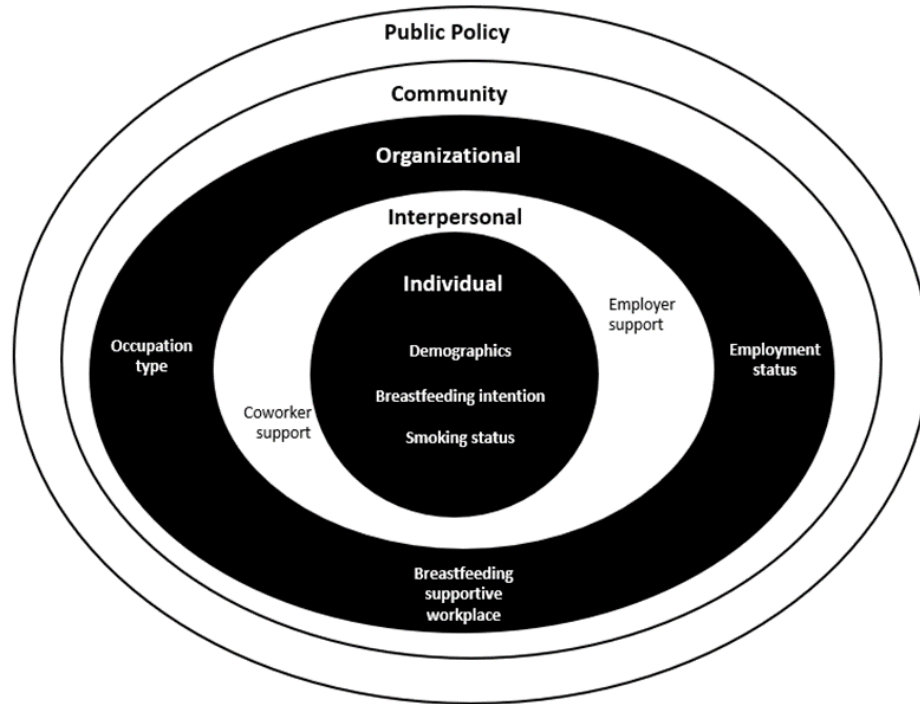 Public Policy
Community
Organizational
Interpersonal
Individual
Demographics
Breastfeeding intention
Smoking status
Employer
support
Coworker
support
Occupation
type
Employment
status
Breastfeeding
supportive
workplace